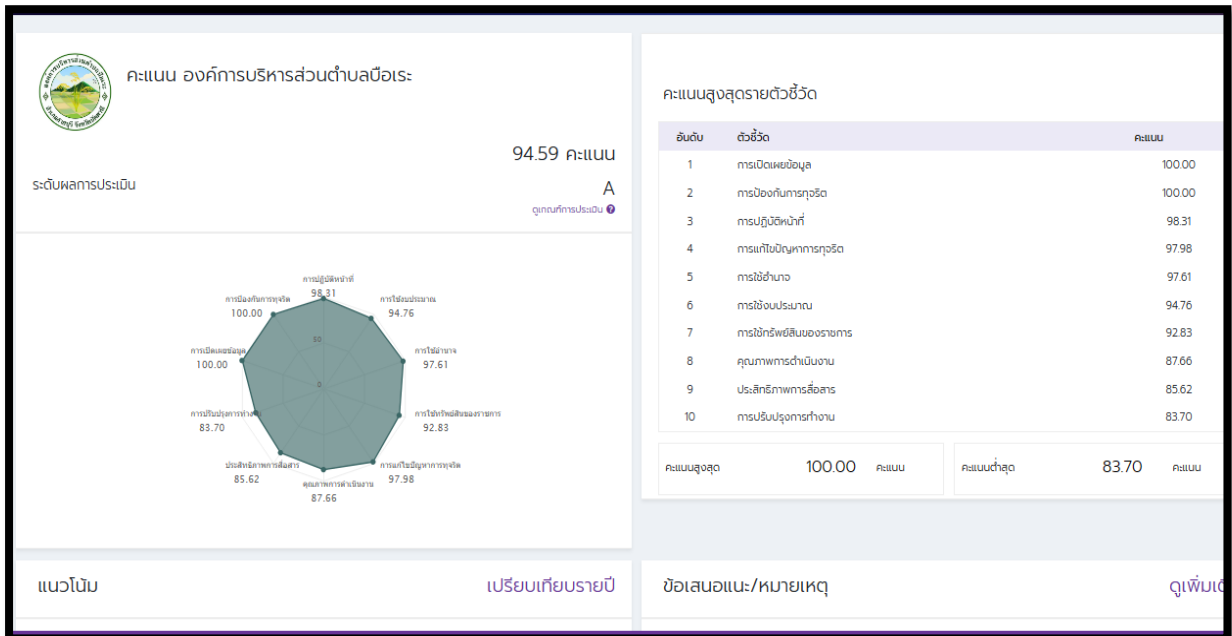 คะแนน องค์การบริหารส่วนตำบลบือเระ
94.59 คะแนน
ระดับผลการประเมิน
A
ดูเกณฑ์การประเมิน
การปฏิบัติหน้าที่
98.31
การป้องกันการทุจริต
100.00
การใช้งบประมาณ
94.76
50
การเปิดเผยข้อมูล
100.00
การใช้อำนาจ
97.61
0
การปรับปรุงการทำงาน
83.70
การใช้ทรัพย์สินของราชการ
92.83
ประสิทธิภาพการสื่อสาร
85.62
การแก้ไขปัญหาการทุจริต
97.98
คุณภาพการดำเนินงาน
87.66
คะแนนสูงสุดรายตัวชี้วัด
อันดับ ตัวชี้วัด คะแนน
1 การเปิดเผยข้อมูล 100.00
2 การป้องกันการทุจริต 100.00
3 การปฏิบัติหน้าที่ 98.31
4 การแก้ไขปัญหาการทุจริต 97.98
5 การใช้อำนาจ 97.61
6 การใช้งบประมาณ 94.76
7 การใช้ทรัพย์สินของราชการ 92.83
8 คุณภาพการดำเนินงาน 87.66
9 ประสิทธิภาพการสื่อสาร 85.62
10 การปรับปรุงการทำงาน 83.70
คะแนนสูงสุด 100.00 คะแนน
คะแนนต่ำสุด 83.70 คะแนน
แนวโน้ม เปรียบเทียบรายปี
ข้อเสนอแนะ/หมายเหตุ ดูเพิ่มเ